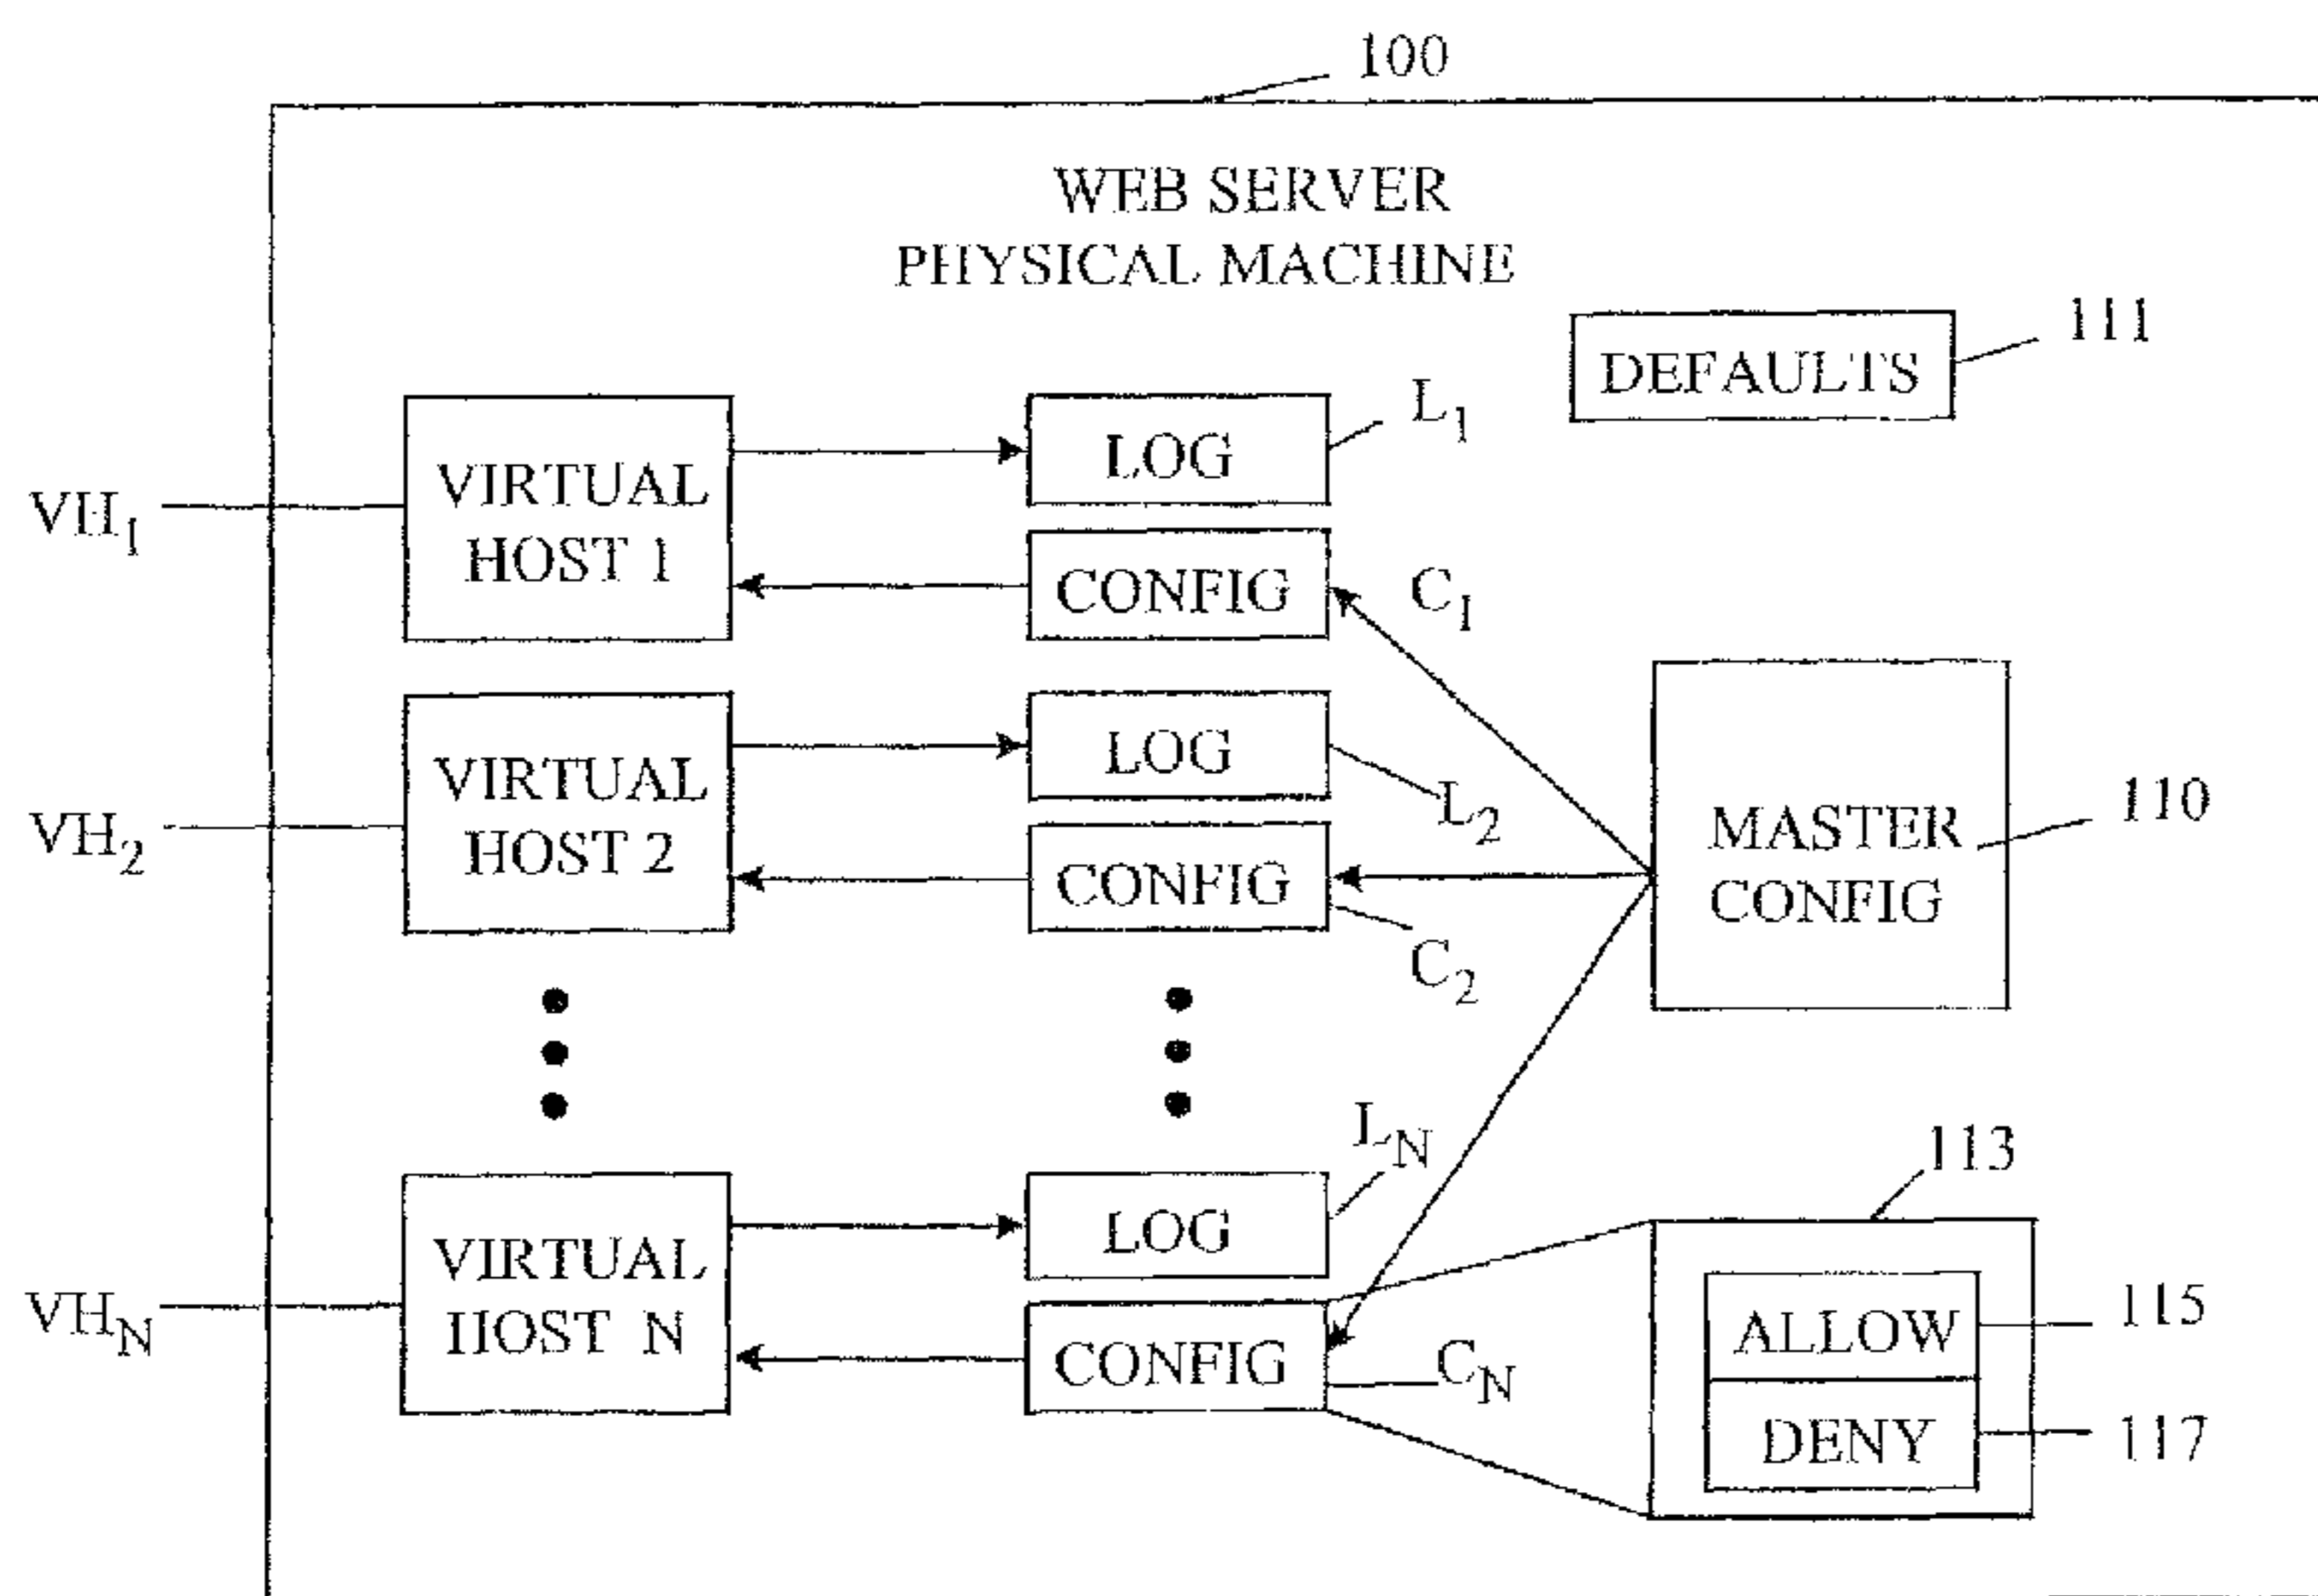 100
WEB SERVER
PHYSICAL MACHINE
111
DEFAULTS
L1
LOG
VIRTUAL
HOST 1
VH1
CONFIG
C1
LOG
L2
VIRTUAL
HOST 2
VH2
CONFIG
C2
MASTER
CONFIG
110
LN
LOG
VIRTUAL
HOST N
VHN
CONFIG
CN
113
ALLOW
115
DENY
117